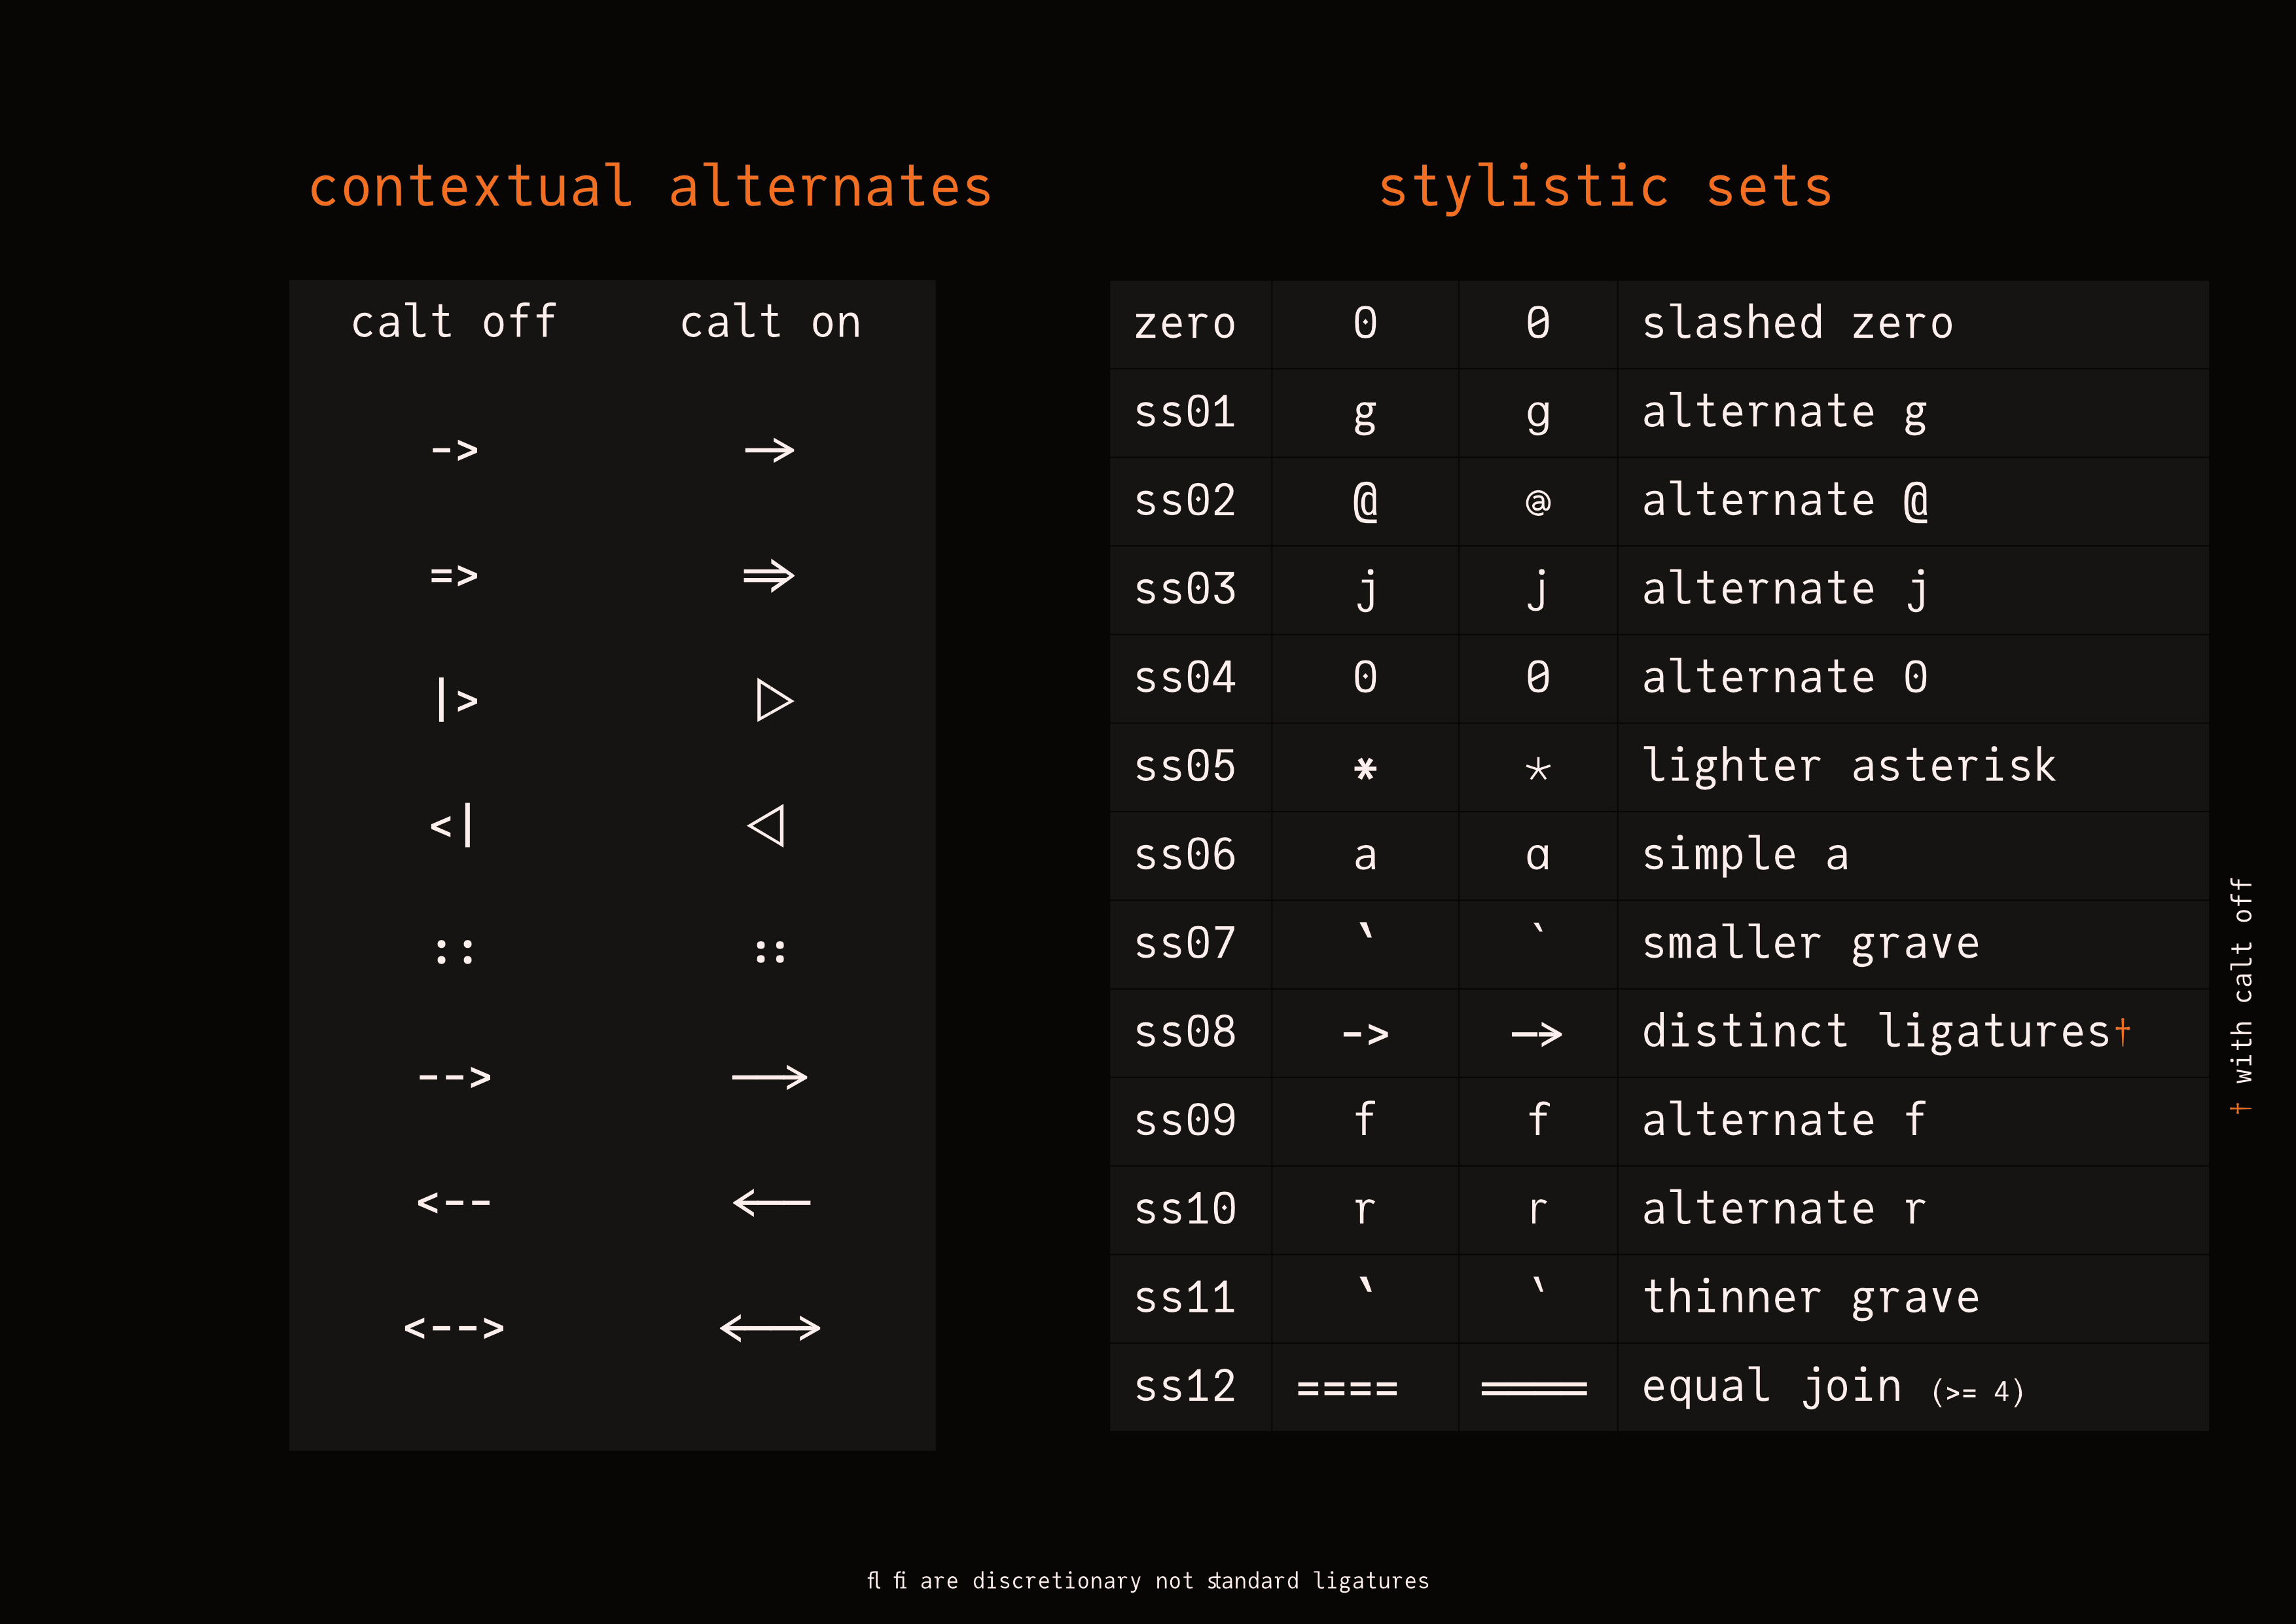 contextual alternates
calt off calt on
-> →
=> ⇒
|> ▷
<| ◁
:: ::
--> ⟶
<-- ⟵
<--> ⟷
stylistic sets
zero 0 0 slashed zero
ss01 g g alternate g
ss02 @ @ alternate @
ss03 j j alternate j
ss04 0 0 alternate 0
ss05 * * lighter asterisk
ss06 a ɑ simple a
ss07 ` ` smaller grave
ss08 -> → distinct ligatures†
ss09 f f alternate f
ss10 r r alternate r
ss11 ` ` thinner grave
ss12 ==== ==== equal join (>= 4)
† with calt off
fl fi are discretionary not standard ligatures